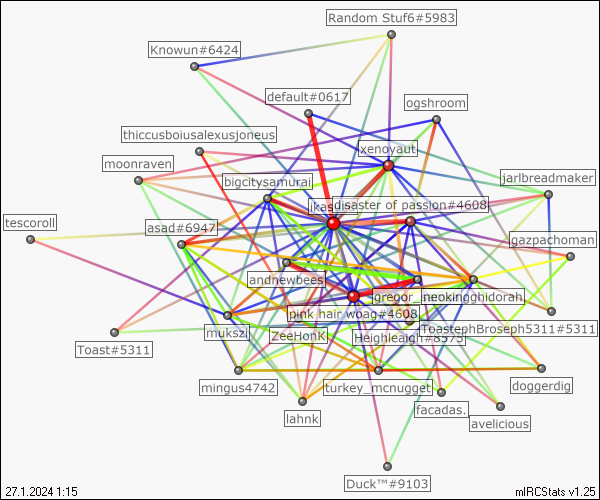 Random Stuf6#5983
Knowun#6424
default#0617
ogshroom
thiccusboiusalexusjoneus
xenoyaut
moonraven
jarlbreadmaker
bigcitysamurai
jkas
disaster of passion#4608
tescoroll
asad#6947
gazpachoman
andnewbees
jgregor
neokingghidorah
pink hair woag#4608
ToastephBroseph5311#5311
mukszi
ZeeHonK
Heighleagh#8575
Toast#5311
mingus4742
turkey_mcnugget
doggerdig
lahnk
facadas.
avelicious
Duck™#9103
27.1.2024 1:15
mIRCStats v1.25